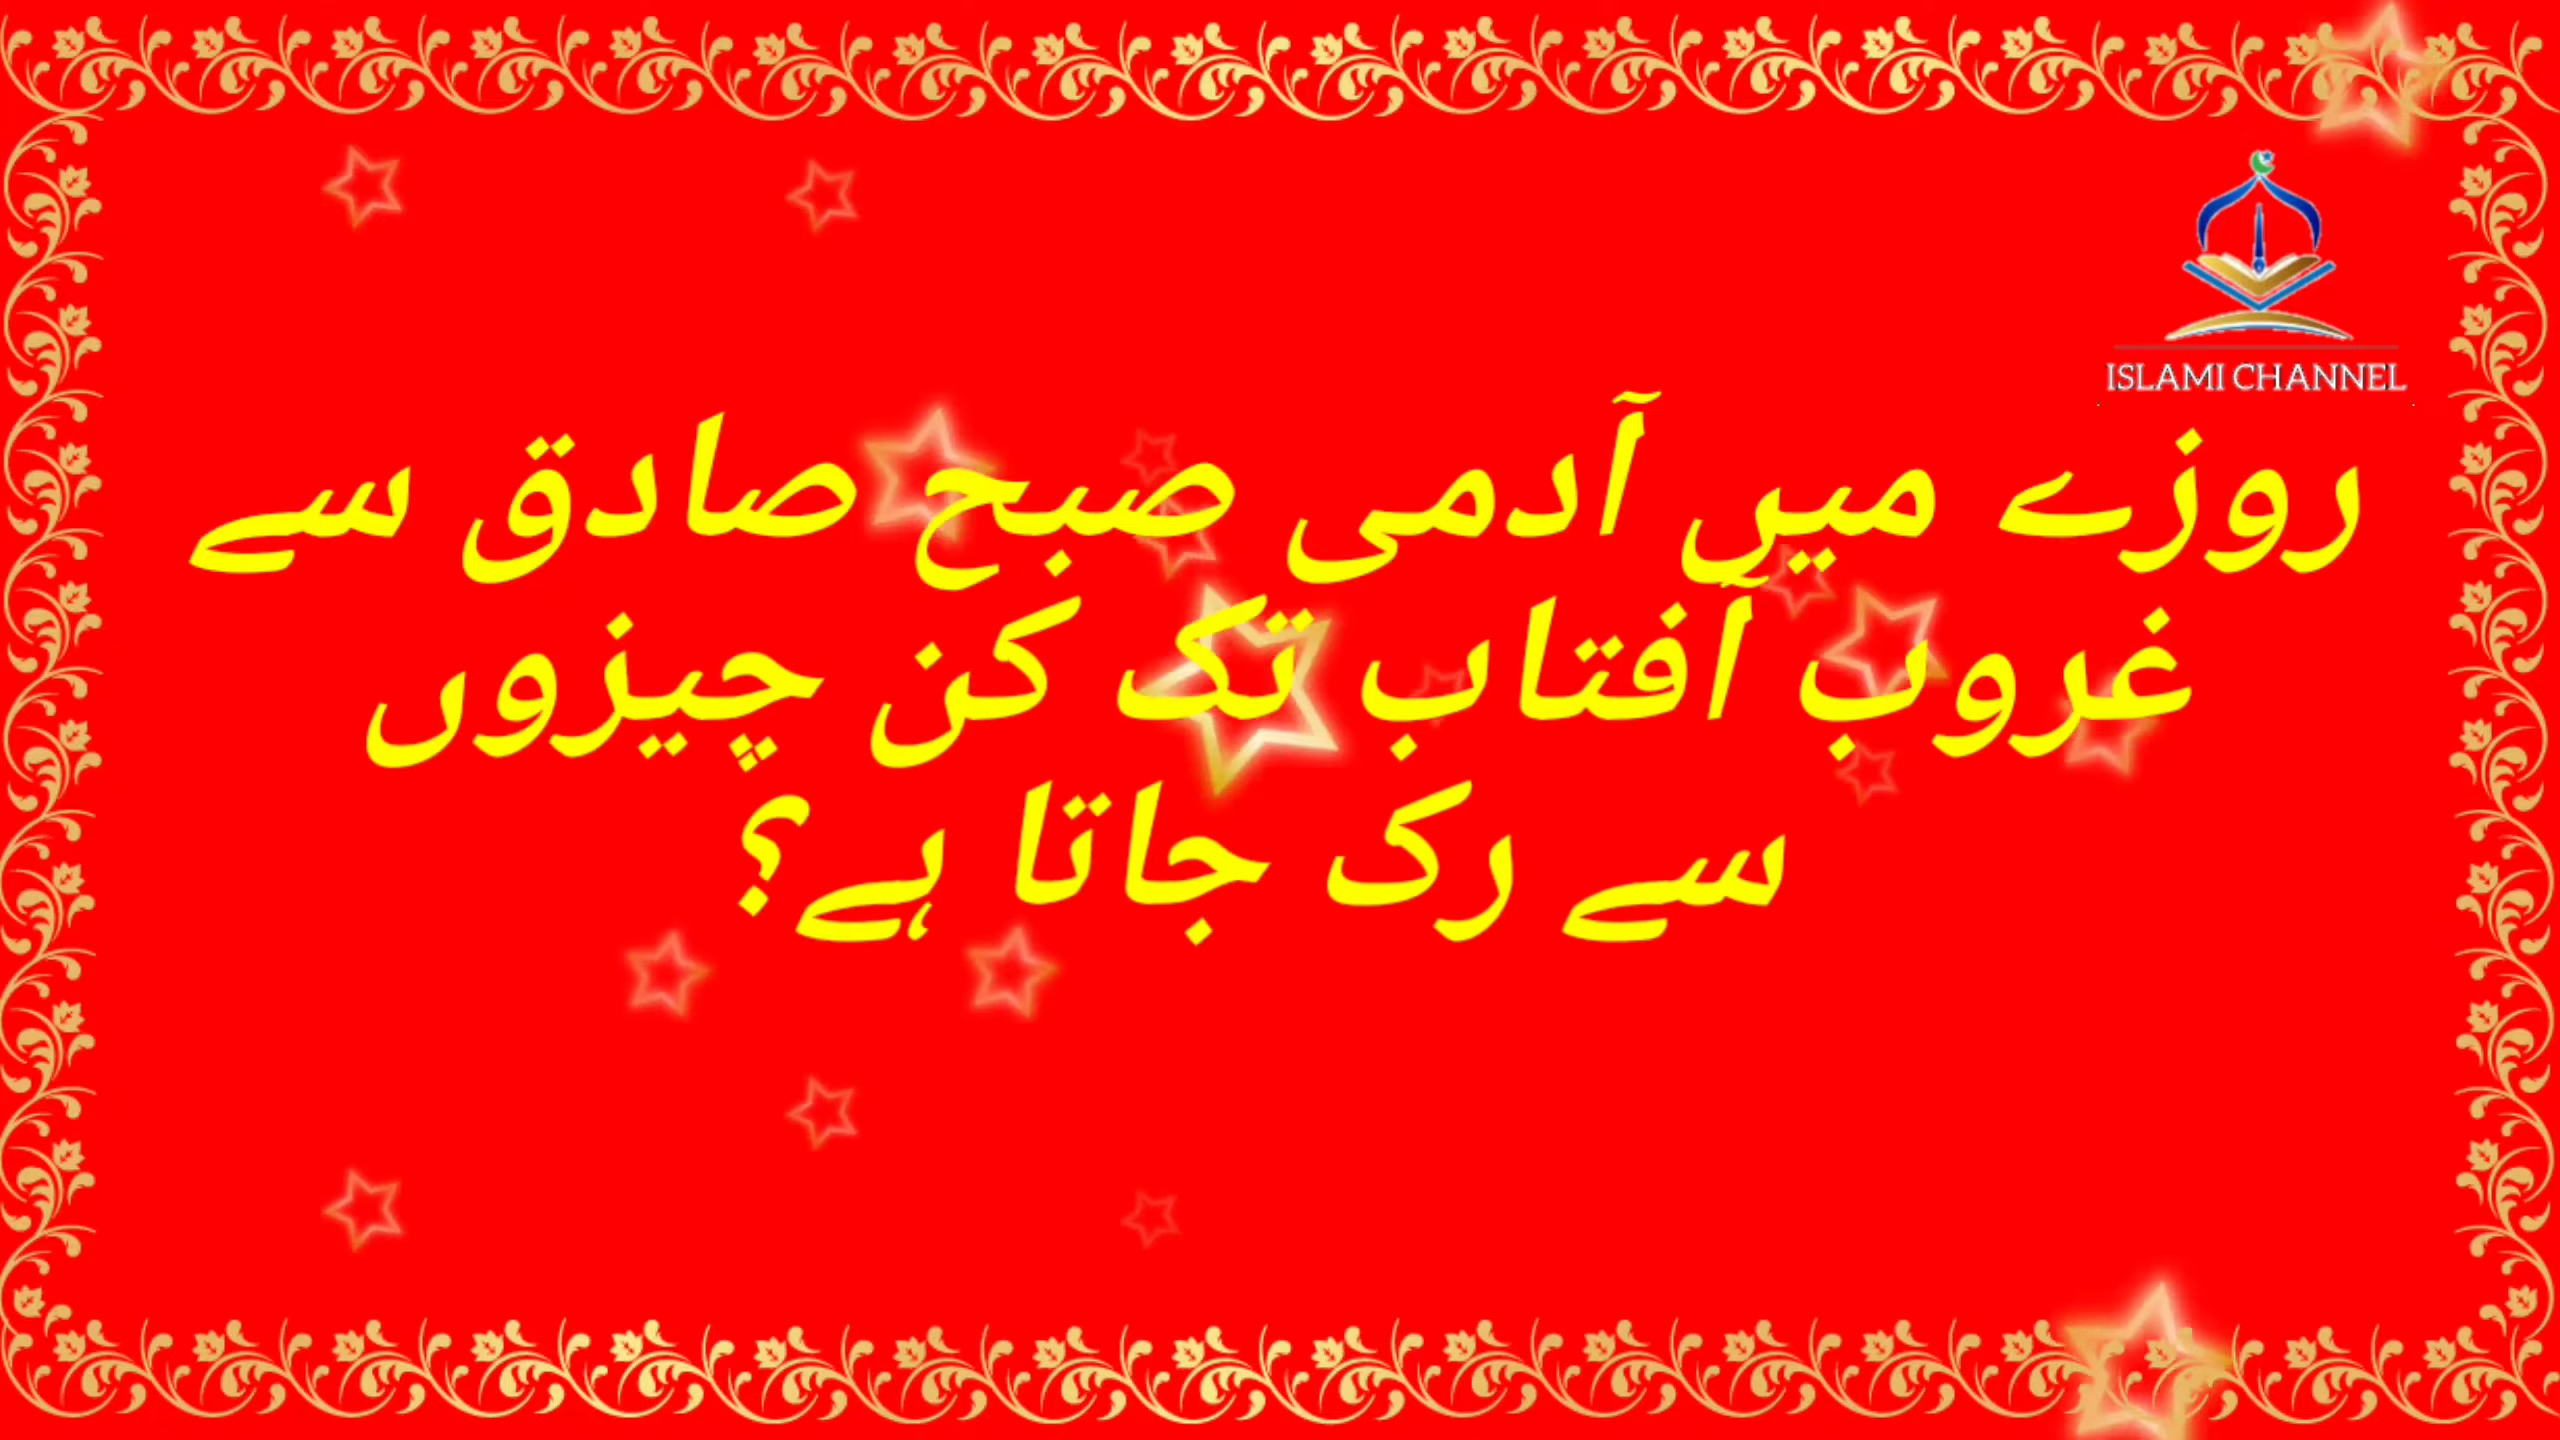 ISLAMI CHANNEL
روزے میں آدمی صبح صادق سے
غروب آفتاب تک کن چیزوں
سے رک جاتا ہے؟